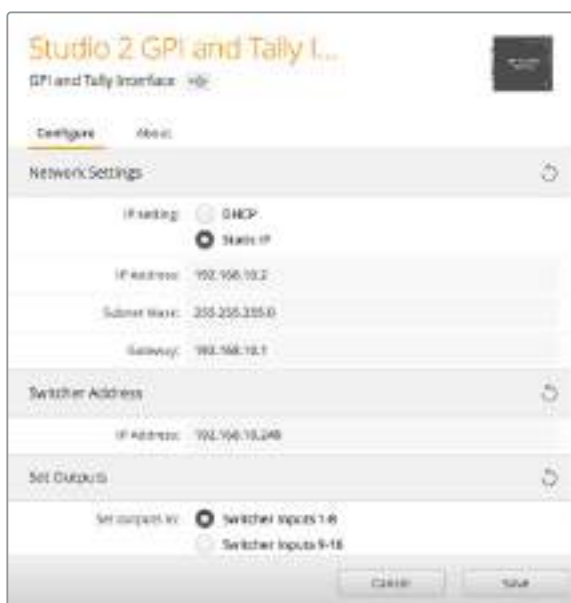 Studio 2 GPI and Tally I...
GPI and Tally Interface
Configure About
Network Settings
IP setting: DHCP
Static IP
IP Address: 192.168.10.2
Subnet Mask: 255.255.255.0
Gateway: 192.168.10.1
Switcher Address
IP Address: 192.168.10.240
Set Outputs
Set outputs to: Switcher Inputs 1-8
Switcher Inputs 9-16
Cancel Save